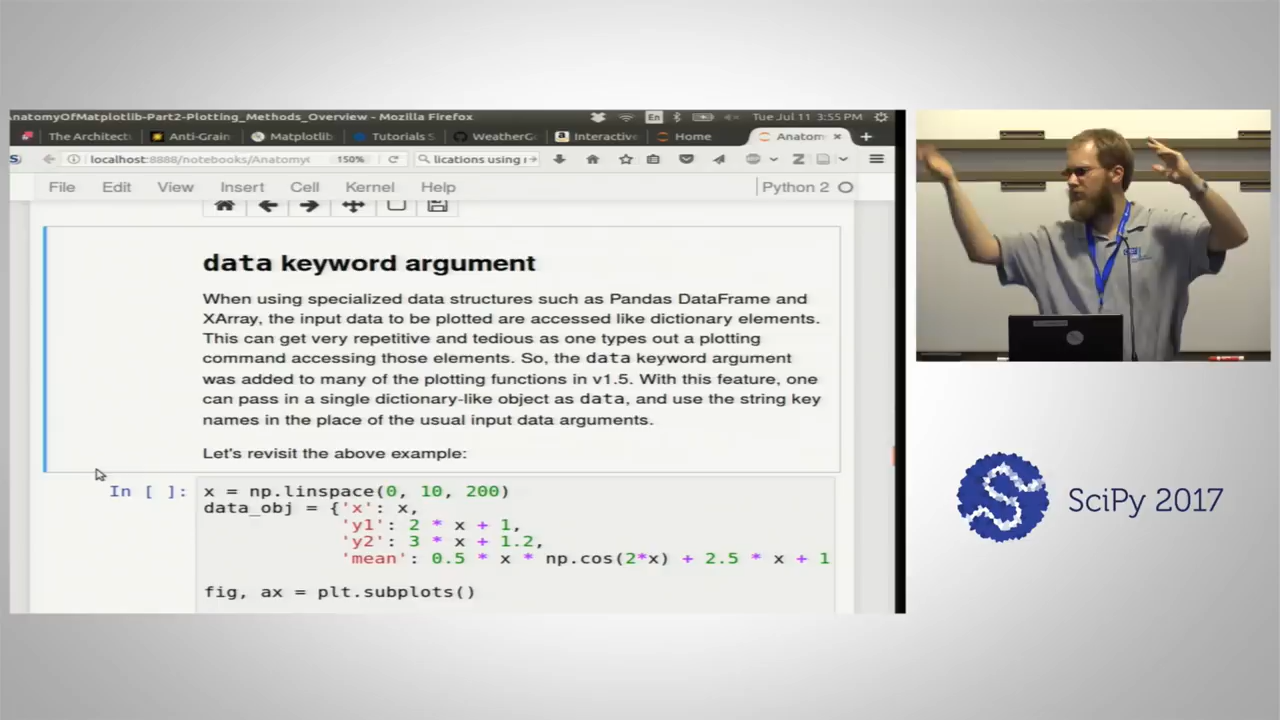 AnatomyOfMatplotlib-Part2-Plotting_Methods_Overview - Mozilla Firefox
En
Tue Jul 11 3:55 PM
The Architect
Anti-Grain
Matplotlib
Tutorials S
WeatherGe
Interactive
Home
Anatom
localhost:8888/notebooks/Anatomy
150%
lications using
File Edit View Insert Cell Kernel Help
Python 2
data keyword argument
When using specialized data structures such as Pandas DataFrame and
XArray, the input data to be plotted are accessed like dictionary elements.
This can get very repetitive and tedious as one types out a plotting
command accessing those elements. So, the data keyword argument
was added to many of the plotting functions in v1.5. With this feature, one
can pass in a single dictionary-like object as data, and use the string key
names in the place of the usual input data arguments.
Let's revisit the above example:
In [ ]: x = np.linspace(0, 10, 200)
data_obj = {'x': x,
'y1': 2 * x + 1,
'y2': 3 * x + 1.2,
'mean': 0.5 * x * np.cos(2*x) + 2.5 * x + 1
fig, ax = plt.subplots()
SciPy 2017